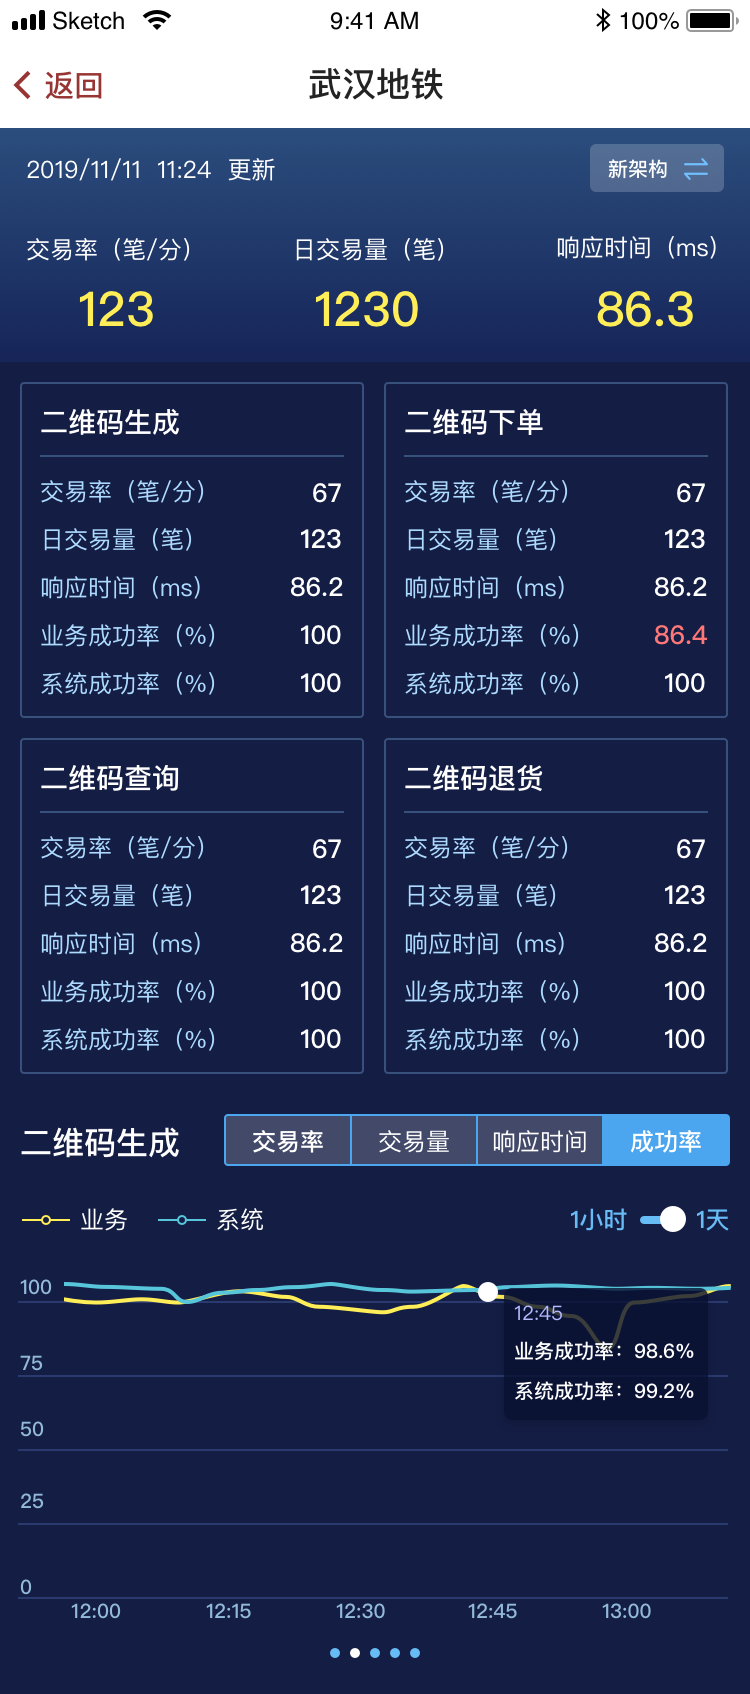 Sketch 9:41 AM 100%
返回 武汉地铁
2019/11/11 11:24 更新 新架构
交易率（笔/分） 日交易量（笔） 响应时间（ms）
123 1230 86.3
二维码生成
交易率（笔/分） 67
日交易量（笔） 123
响应时间（ms） 86.2
业务成功率（%） 100
系统成功率（%） 100
二维码下单
交易率（笔/分） 67
日交易量（笔） 123
响应时间（ms） 86.2
业务成功率（%） 86.4
系统成功率（%） 100
二维码查询
交易率（笔/分） 67
日交易量（笔） 123
响应时间（ms） 86.2
业务成功率（%） 100
系统成功率（%） 100
二维码退货
交易率（笔/分） 67
日交易量（笔） 123
响应时间（ms） 86.2
业务成功率（%） 100
系统成功率（%） 100
二维码生成 交易率 交易量 响应时间 成功率
业务 系统 1小时 1天
100
75
50
25
0
12:45
业务成功率：98.6%
系统成功率：99.2%
12:00 12:15 12:30 12:45 13:00